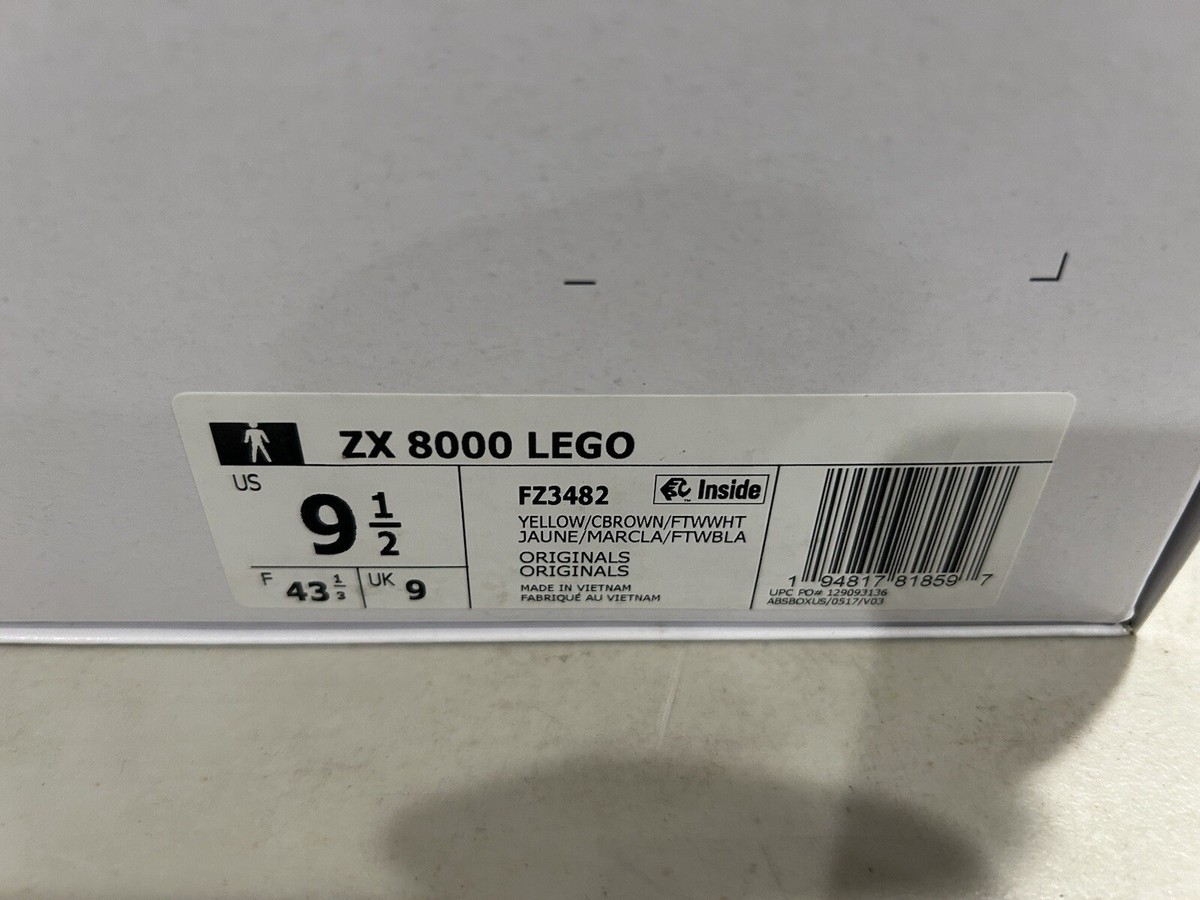 ZX 8000 LEGO
US
9 1/2
F 43 1/3
UK 9
FZ3482
Inside
YELLOW/CBROWN/FTWWHT
JAUNE/MARCLA/FTWBLA
ORIGINALS
ORIGINALS
MADE IN VIETNAM
FABRIQUÉ AU VIETNAM
1 94817 81859 7
UPC PO# 129093136
ABSBOXUS/0517/V03